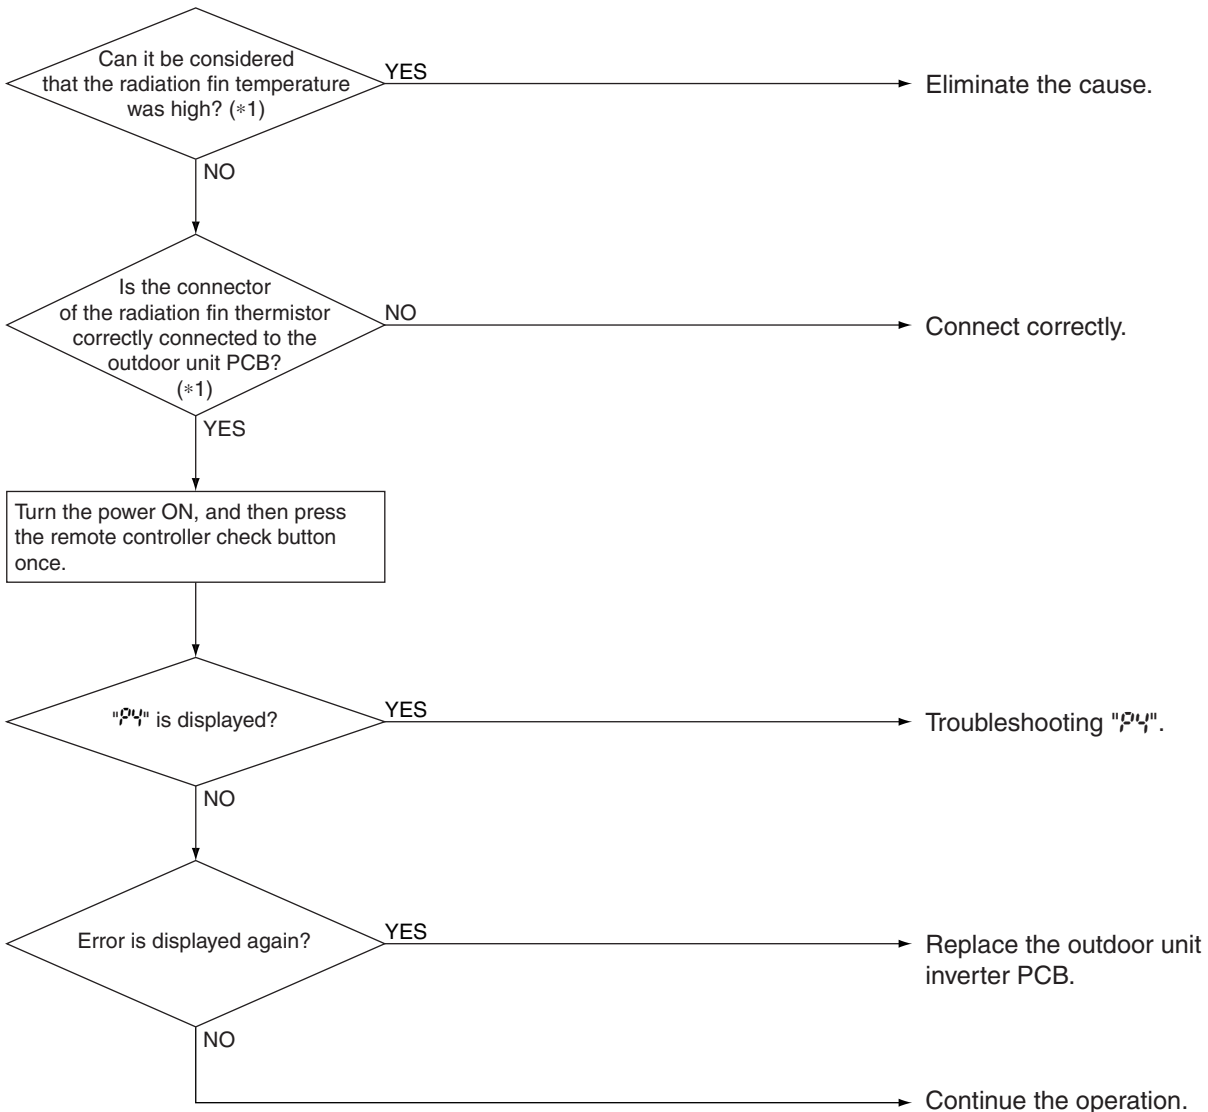 Can it be considered
that the radiation fin temperature
was high? (*1)
YES
Eliminate the cause.
NO
Is the connector
of the radiation fin thermistor
correctly connected to the
outdoor unit PCB?
(*1)
NO
Connect correctly.
YES
Turn the power ON, and then press
the remote controller check button
once.
"P4" is displayed?
YES
Troubleshooting "P4".
NO
Error is displayed again?
YES
Replace the outdoor unit
inverter PCB.
NO
Continue the operation.